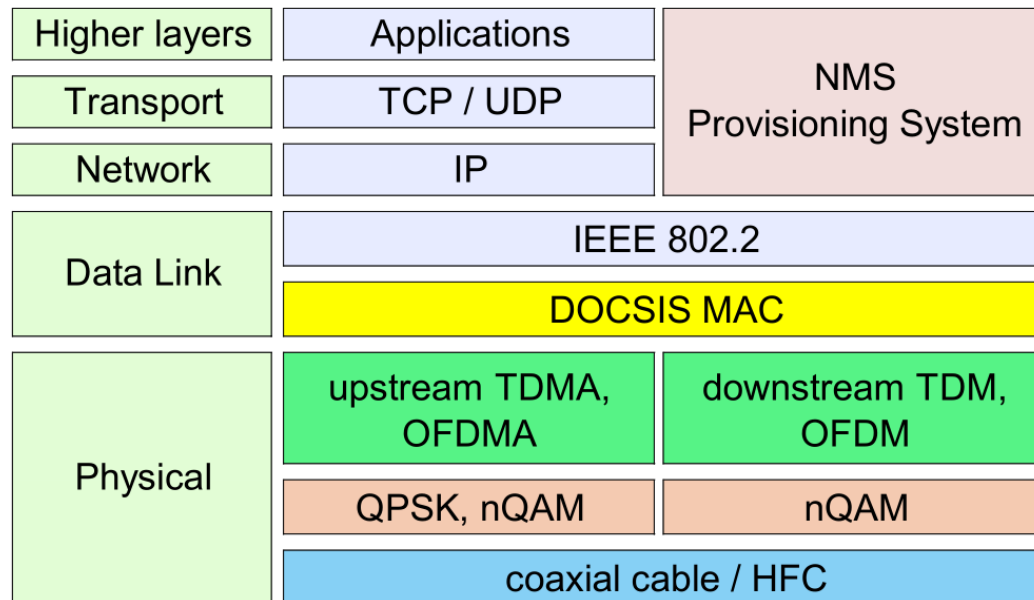 Higher layers
Applications
NMS
Provisioning System
Transport
TCP / UDP
Network
IP
Data Link
IEEE 802.2
DOCSIS MAC
Physical
upstream TDMA,
OFDMA
downstream TDM,
OFDM
QPSK, nQAM
nQAM
coaxial cable / HFC